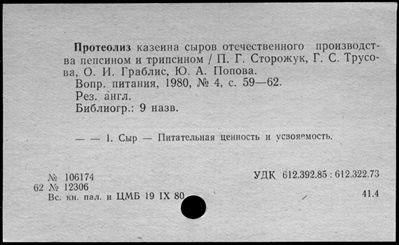 Протеолиз казеина сыров отечественного производст-
ва пепсином и трипсином / П. Г. Сторожук, Г. С. Трусо-
ва, О. И. Граблис, Ю. А. Попова.
Вопр. питания, 1980, № 4, с. 59—62.
Рез. англ.
Библиогр.: 9 назв.
— — 1. Сыр — Питательная ценность и усвояемость.
№ 106174
УДК 612.392.85 : 612.322.73
62 № 12306
Вс. кн. пал. и ЦМБ 19 IX 80
41.4